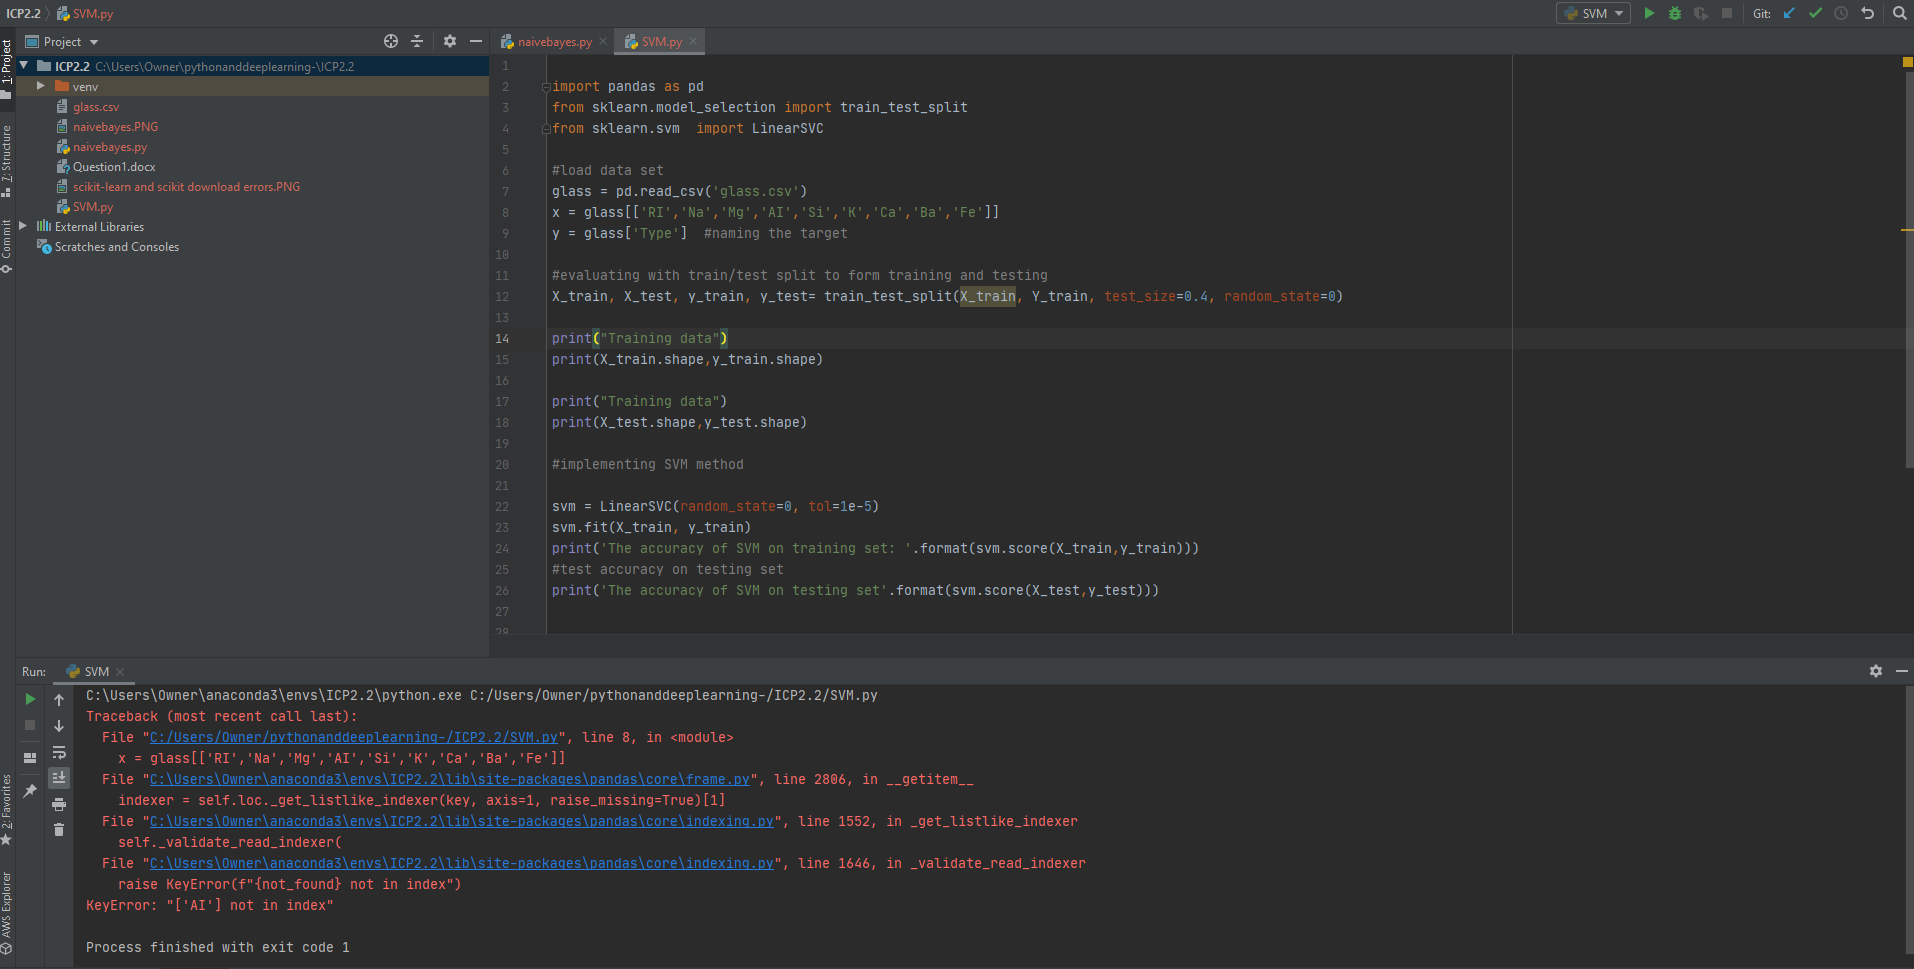 ICP2.2 SVM.py
SVM Git:
Project
naivebayes.py SVM.py
1: Project
7: Structure
Commit
2: Favorites
AWS Explorer
ICP2.2 C:\Users\Owner\pythonanddeeplearning-\ICP2.2
venv
glass.csv
naivebayes.PNG
naivebayes.py
Question1.docx
scikit-learn and scikit download errors.PNG
SVM.py
External Libraries
Scratches and Consoles
1
2 import pandas as pd
3 from sklearn.model_selection import train_test_split
4 from sklearn.svm  import LinearSVC
5
6 #load data set
7 glass = pd.read_csv('glass.csv')
8 x = glass[['RI','Na','Mg','AI','Si','K','Ca','Ba','Fe']]
9 y = glass['Type']  #naming the target
10
11 #evaluating with train/test split to form training and testing
12 X_train, X_test, y_train, y_test= train_test_split(X_train, Y_train, test_size=0.4, random_state=0)
13
14 print("Training data")
15 print(X_train.shape,y_train.shape)
16
17 print("Training data")
18 print(X_test.shape,y_test.shape)
19
20 #implementing SVM method
21
22 svm = LinearSVC(random_state=0, tol=1e-5)
23 svm.fit(X_train, y_train)
24 print('The accuracy of SVM on training set: '.format(svm.score(X_train,y_train)))
25 #test accuracy on testing set
26 print('The accuracy of SVM on testing set'.format(svm.score(X_test,y_test)))
27
28
Run: SVM
C:\Users\Owner\anaconda3\envs\ICP2.2\python.exe C:/Users/Owner/pythonanddeeplearning-/ICP2.2/SVM.py
Traceback (most recent call last):
File "C:/Users/Owner/pythonanddeeplearning-/ICP2.2/SVM.py", line 8, in <module>
x = glass[['RI','Na','Mg','AI','Si','K','Ca','Ba','Fe']]
File "C:\Users\Owner\anaconda3\envs\ICP2.2\lib\site-packages\pandas\core\frame.py", line 2806, in __getitem__
indexer = self.loc._get_listlike_indexer(key, axis=1, raise_missing=True)[1]
File "C:\Users\Owner\anaconda3\envs\ICP2.2\lib\site-packages\pandas\core\indexing.py", line 1552, in _get_listlike_indexer
self._validate_read_indexer(
File "C:\Users\Owner\anaconda3\envs\ICP2.2\lib\site-packages\pandas\core\indexing.py", line 1646, in _validate_read_indexer
raise KeyError(f"{not_found} not in index")
KeyError: "['AI'] not in index"
Process finished with exit code 1